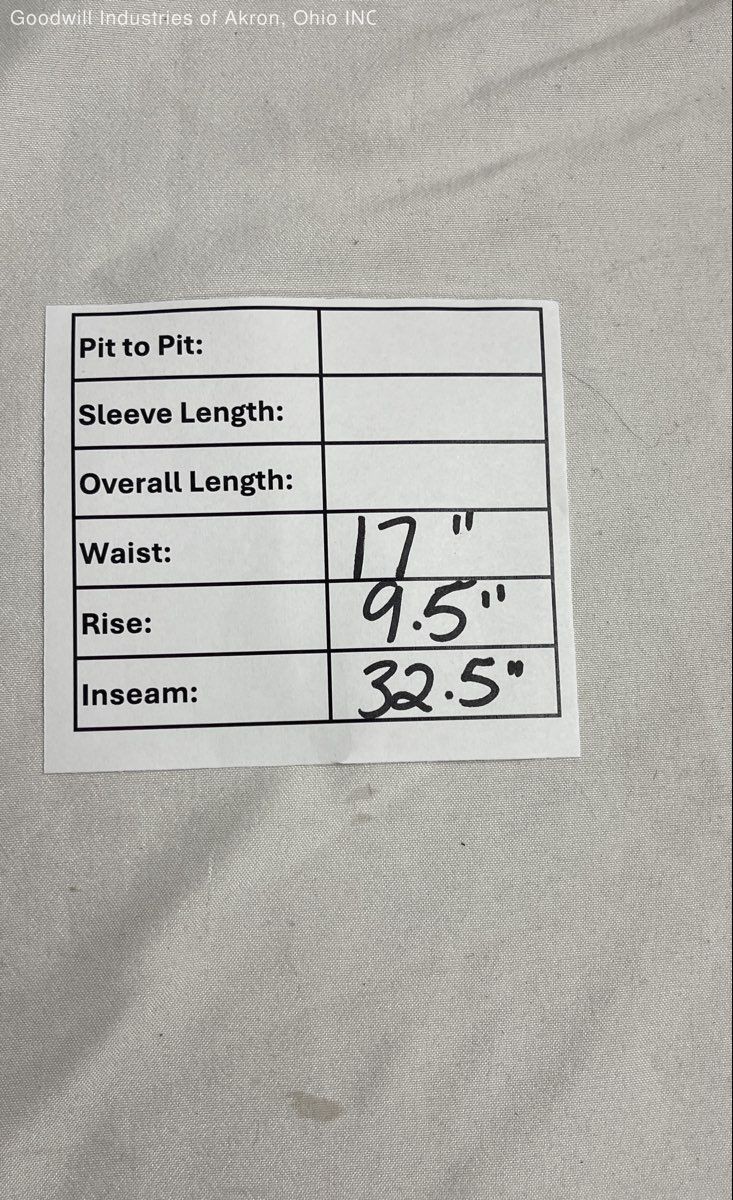 Goodwill Industries of Akron, Ohio INC
Pit to Pit:
Sleeve Length:
Overall Length:
Waist: 17"
Rise: 9.5"
Inseam: 32.5"